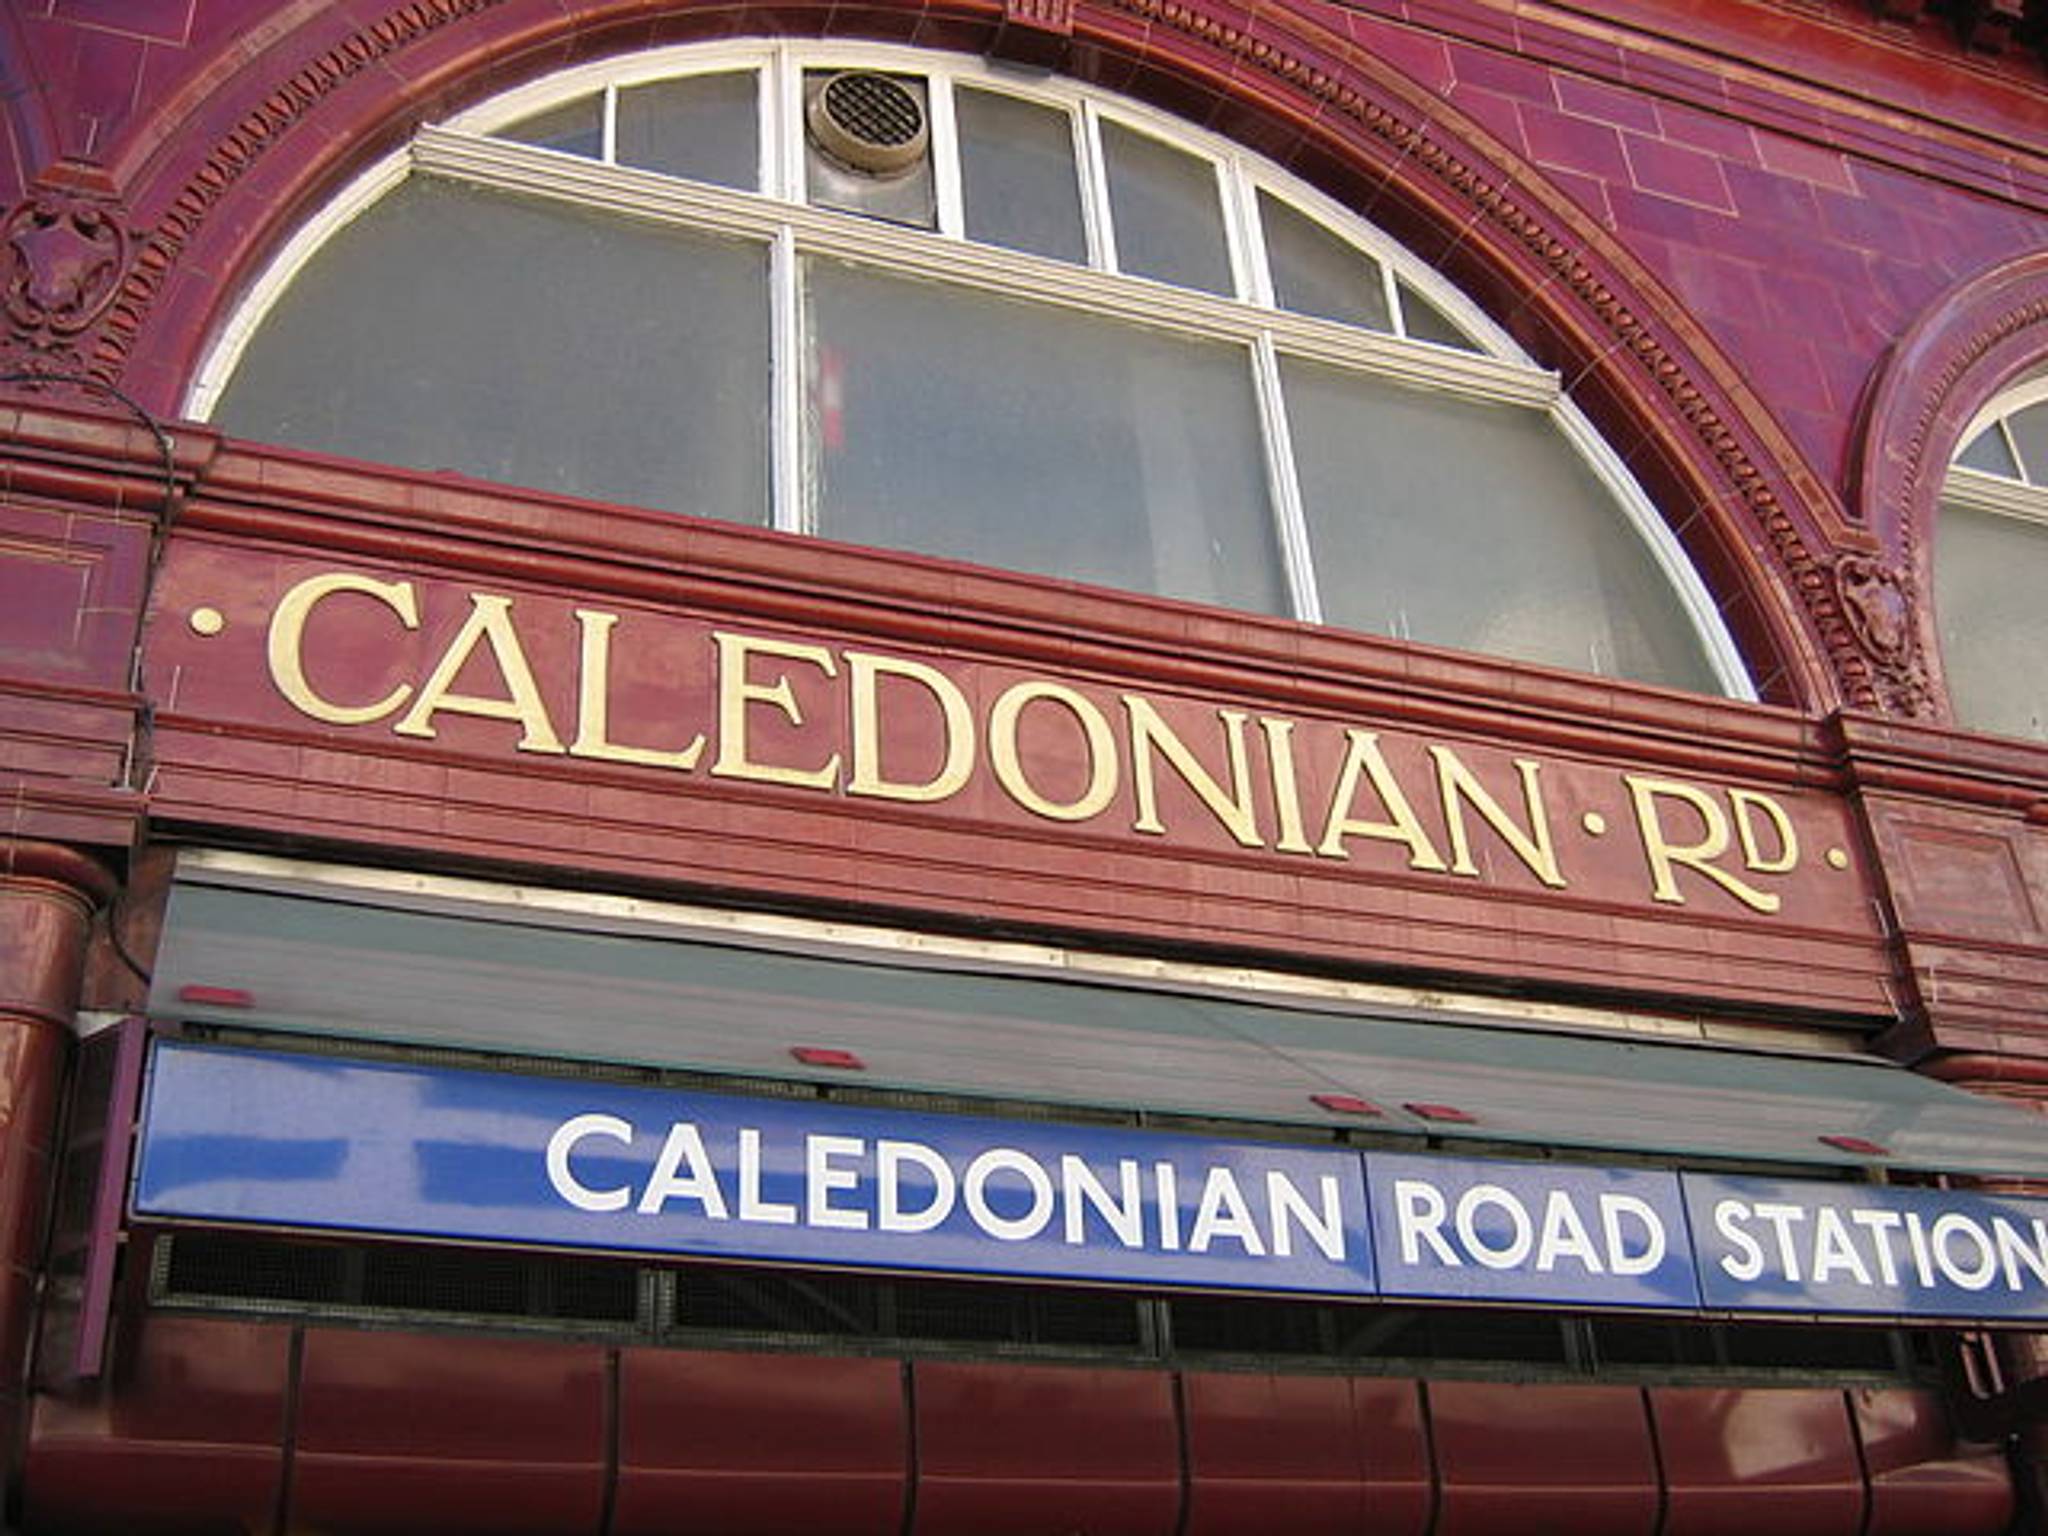 · CALEDONIAN · RD ·
CALEDONIAN ROAD STATION